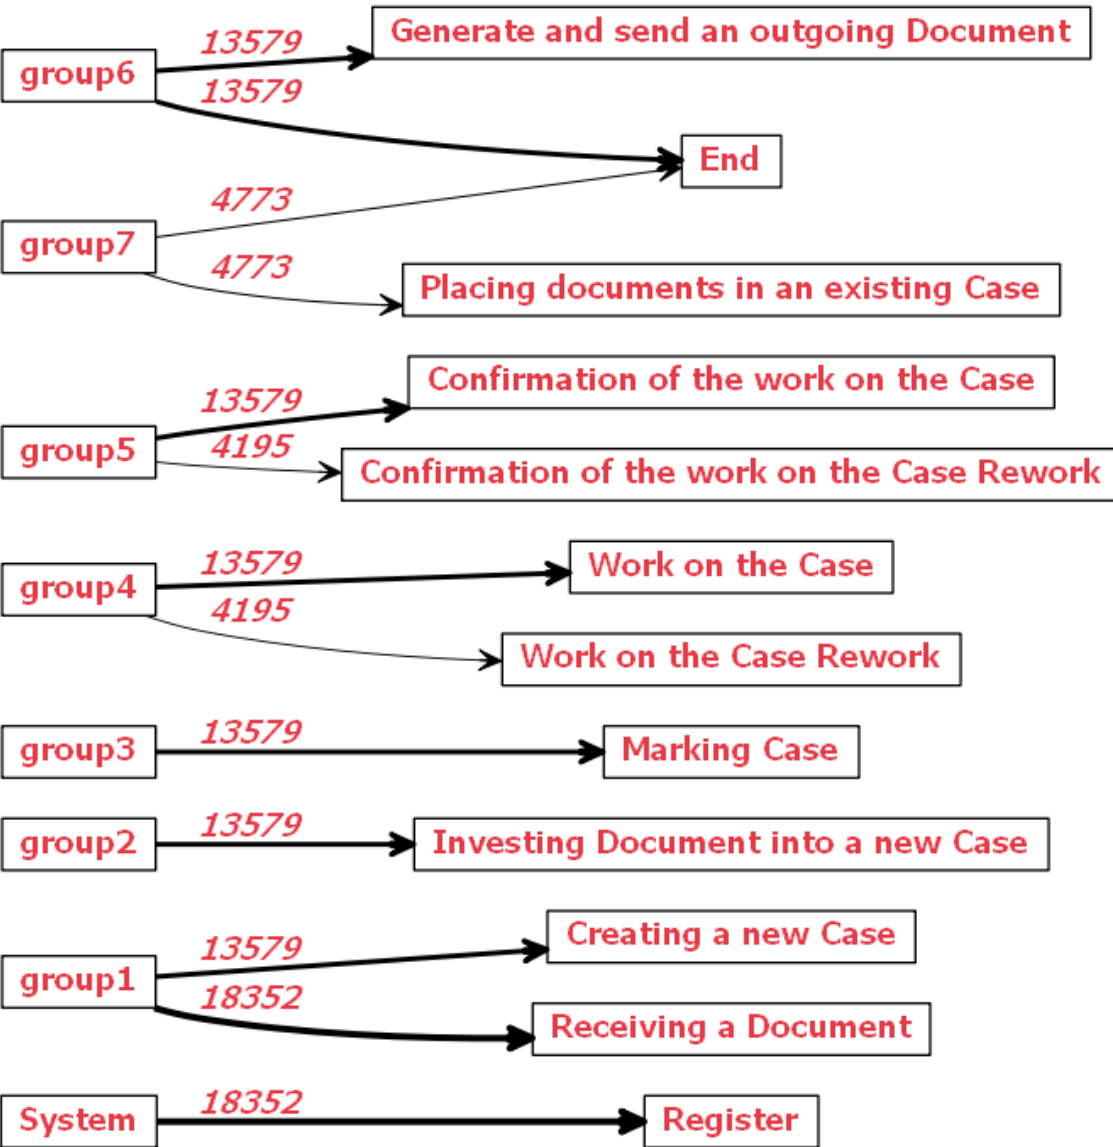 13579
Generate and send an outgoing Document
group6
13579
End
4773
group7
4773
Placing documents in an existing Case
Confirmation of the work on the Case
13579
group5
4195
Confirmation of the work on the Case Rework
13579
Work on the Case
group4
4195
Work on the Case Rework
13579
group3
Marking Case
13579
group2
Investing Document into a new Case
Creating a new Case
13579
group1
18352
Receiving a Document
18352
System
Register